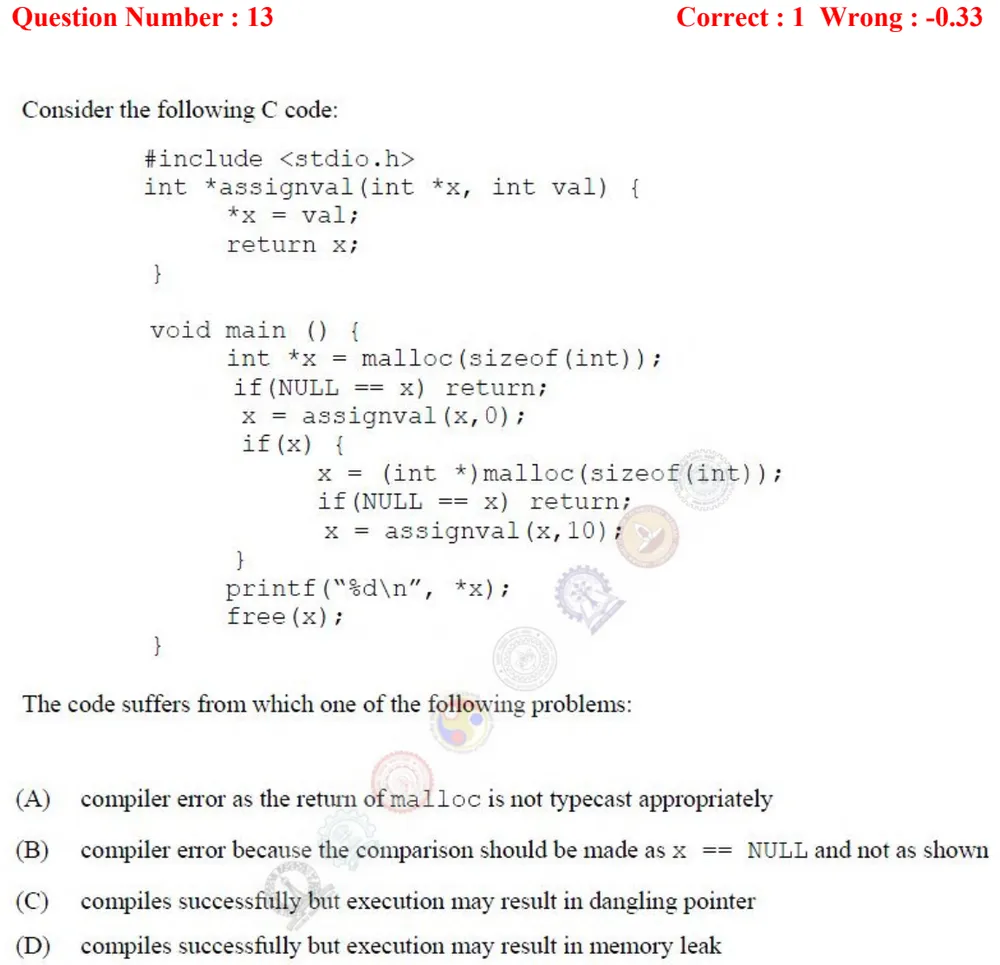 Question Number : 13 Correct : 1 Wrong : -0.33
Consider the following C code:
#include <stdio.h>
int *assignval(int *x, int val) {
*x = val;
return x;
}
void main () {
int *x = malloc(sizeof(int));
if(NULL == x) return;
x = assignval(x,0);
if(x) {
x = (int *)malloc(sizeof(int));
if(NULL == x) return;
x = assignval(x,10);
}
printf(“%d\n”, *x);
free(x);
}
The code suffers from which one of the following problems:
(A) compiler error as the return of malloc is not typecast appropriately
(B) compiler error because the comparison should be made as x == NULL and not as shown
(C) compiles successfully but execution may result in dangling pointer
(D) compiles successfully but execution may result in memory leak